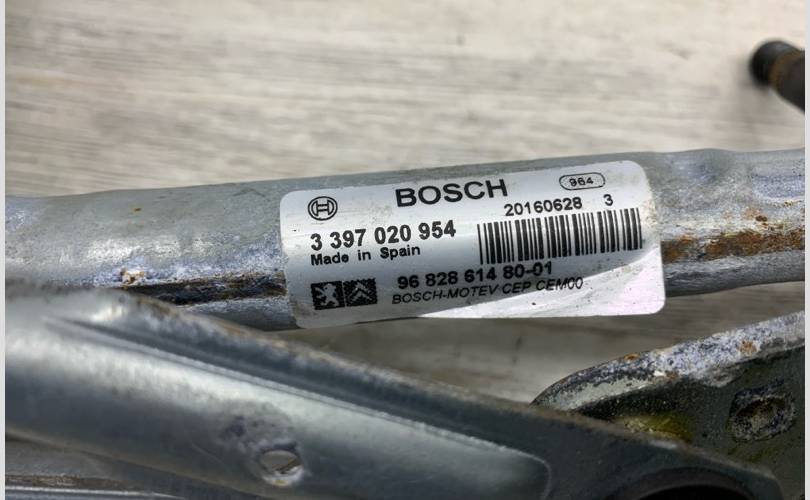 BOSCH 964
20160628 3
3 397 020 954
Made in Spain
96 828 614 80-01
BOSCH-MOTEV CEP CEM00